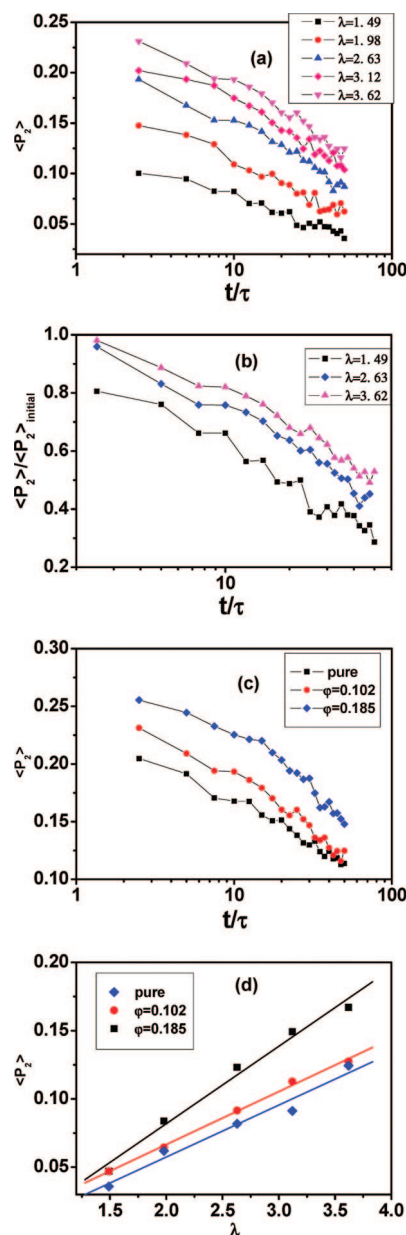 (a)
λ=1.49
λ=1.98
λ=2.63
λ=3.12
λ=3.62
<P₂>
0.25
0.20
0.15
0.10
0.05
1 10 100
t/τ
(b)
λ=1.49
λ=2.63
λ=3.62
<P₂>/<P₂>initial
1.0
0.8
0.6
0.4
0.2
10
t/τ
(c)
pure
φ=0.102
φ=0.185
<P₂>
0.30
0.25
0.20
0.15
0.10
1 10 100
t/τ
(d)
pure
φ=0.102
φ=0.185
<P₂>
0.20
0.15
0.10
0.05
1.5 2.0 2.5 3.0 3.5 4.0
λ